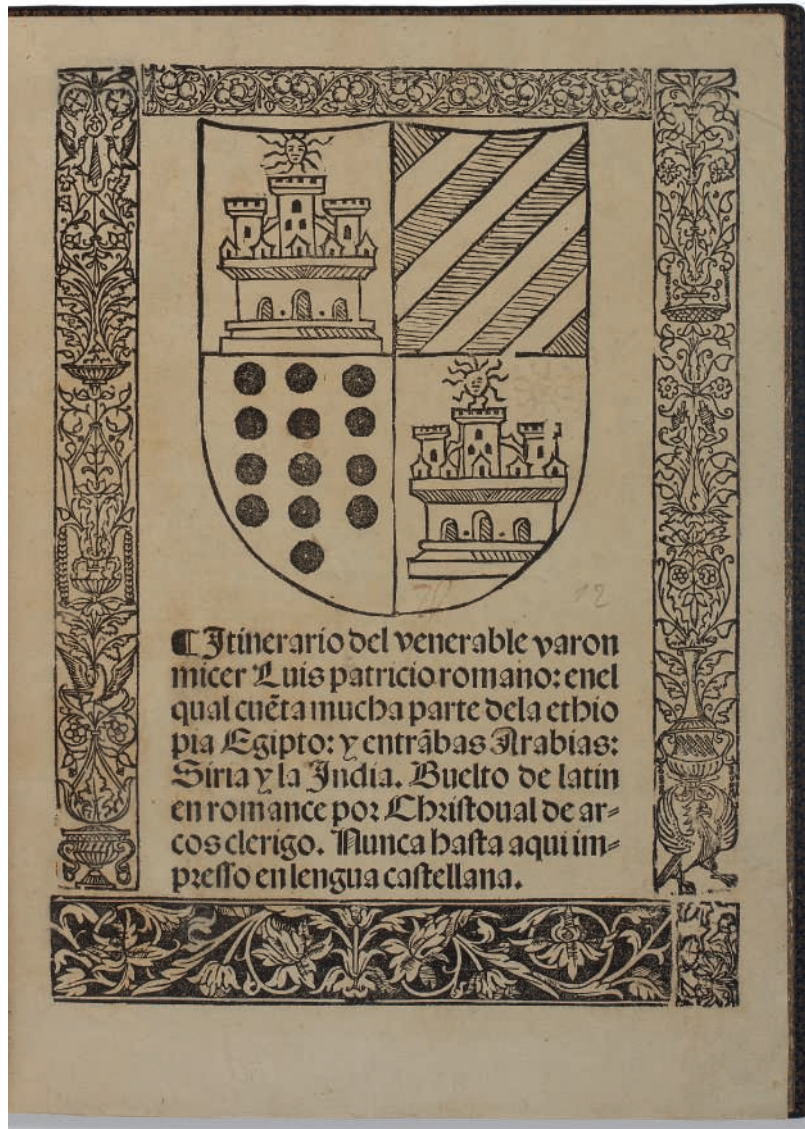 12
¶ Itinerario del venerable varon
micer Luis patricio romano: enel
qual cuẽta mucha parte dela ethio
pia Egipto: y entrãbas Arabias:
Siria y la India. Buelto de latin
en romance por Christoual de ar-
cos clerigo. Nunca hasta aqui im-
presso en lengua castellana.